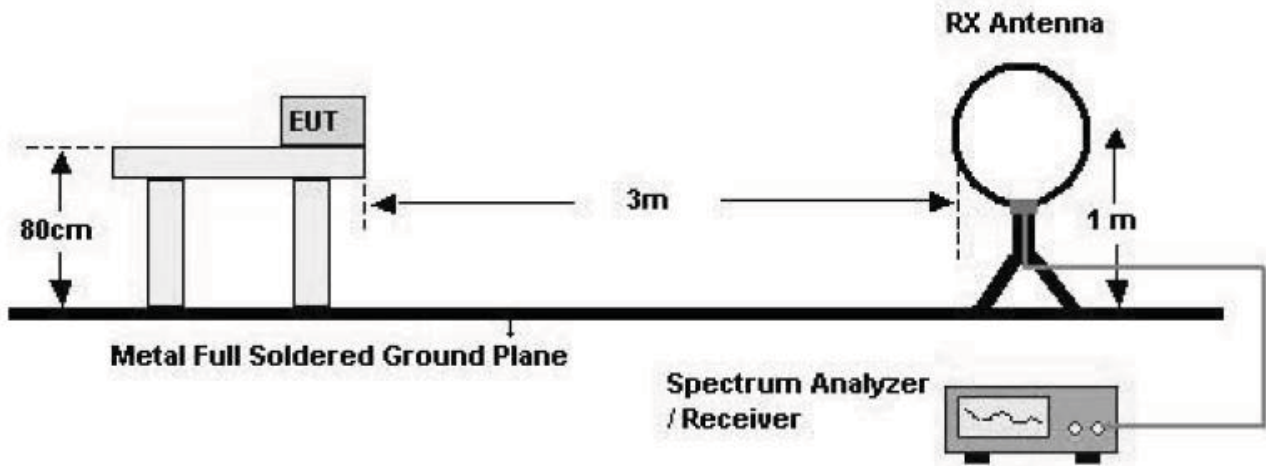 RX Antenna
EUT
80cm
3m
1 m
Metal Full Soldered Ground Plane
Spectrum Analyzer
/ Receiver